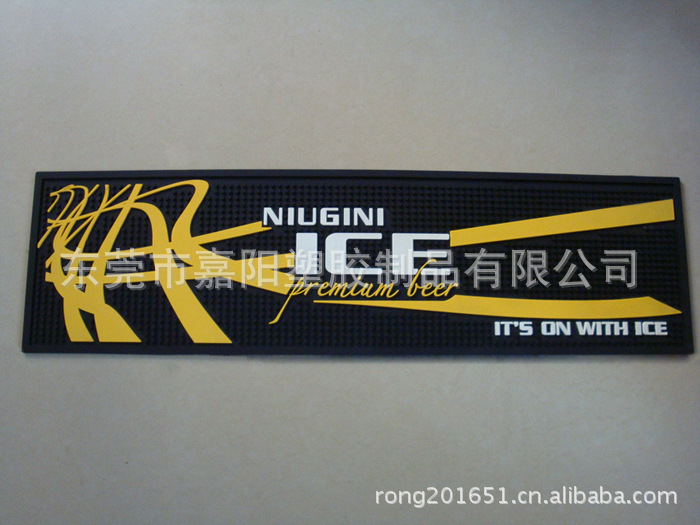 NIUGINI
ICE
premium beer
IT'S ON WITH ICE
东莞市嘉阳塑胶制品有限公司
rong201651.cn.alibaba.com